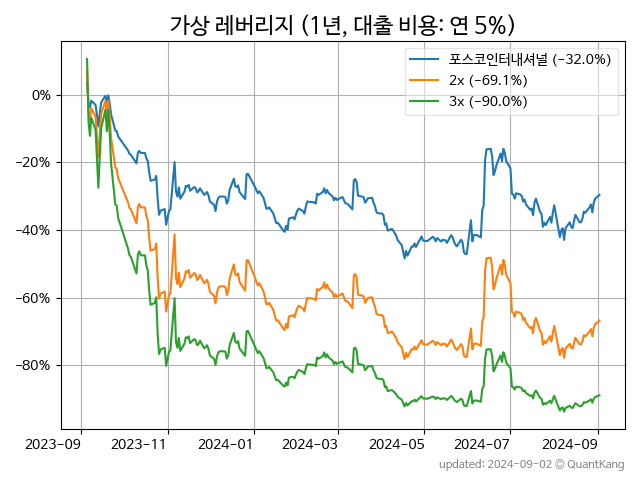 가상 레버리지 (1년, 대출 비용: 연 5%)
포스코인터내셔널 (−32.0%)
2x (−69.1%)
3x (−90.0%)
0%
−20%
−40%
−60%
−80%
2023-09 2023-11 2024-01 2024-03 2024-05 2024-07 2024-09
updated: 2024-09-02 © QuantKang